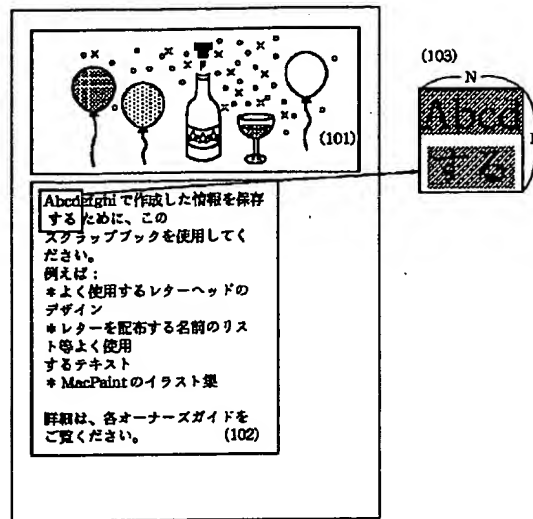 (101)
Abcdefghiで作成した情報を保存
するために、この
スクラップブックを使用してく
ださい。
例えば：
＊よく使用するレターヘッドの
デザイン
＊レターを配布する名前のリス
ト等よく使用
するテキスト
＊MacPaintのイラスト集
詳細は、各オーナーズガイドを
ご覧ください。 (102)
(103)
N
Abcd
する